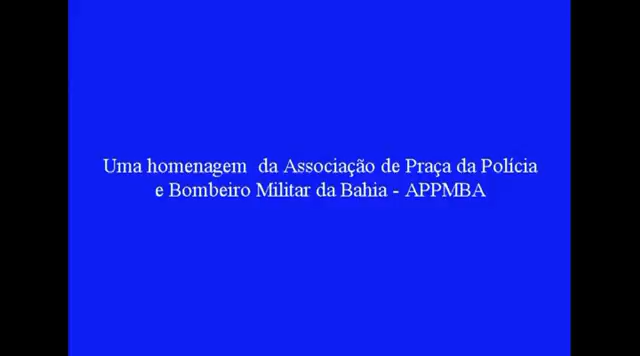 Uma homenagem da Associação de Praça da Polícia
e Bombeiro Militar da Bahia - APPMBA